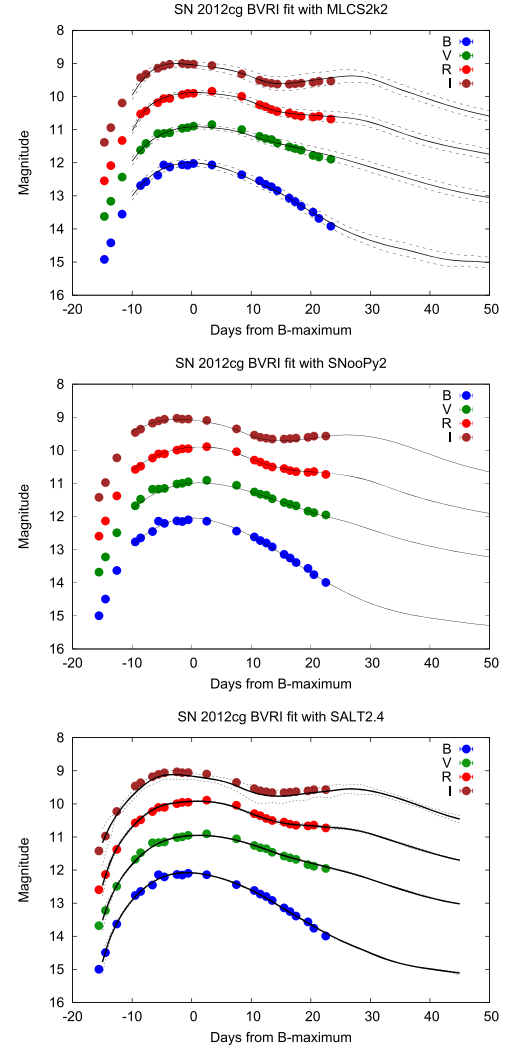 SN 2012cg BVRI fit with MLCS2k2
8
9
10
11
12
13
14
15
16
Magnitude
B
V
R
I
-20 -10 0 10 20 30 40 50
Days from B-maximum
SN 2012cg BVRI fit with SNooPy2
8
9
10
11
12
13
14
15
16
Magnitude
B
V
R
I
-20 -10 0 10 20 30 40 50
Days from B-maximum
SN 2012cg BVRI fit with SALT2.4
8
9
10
11
12
13
14
15
16
Magnitude
B
V
R
I
-20 -10 0 10 20 30 40 50
Days from B-maximum